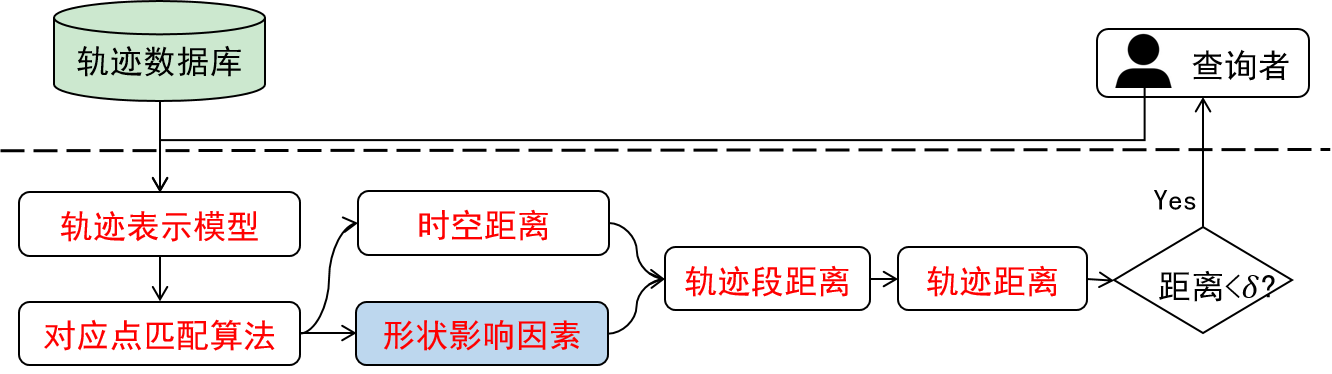 轨迹数据库
查询者
Yes
轨迹表示模型
时空距离
轨迹段距离
轨迹距离
距离<δ?
对应点匹配算法
形状影响因素